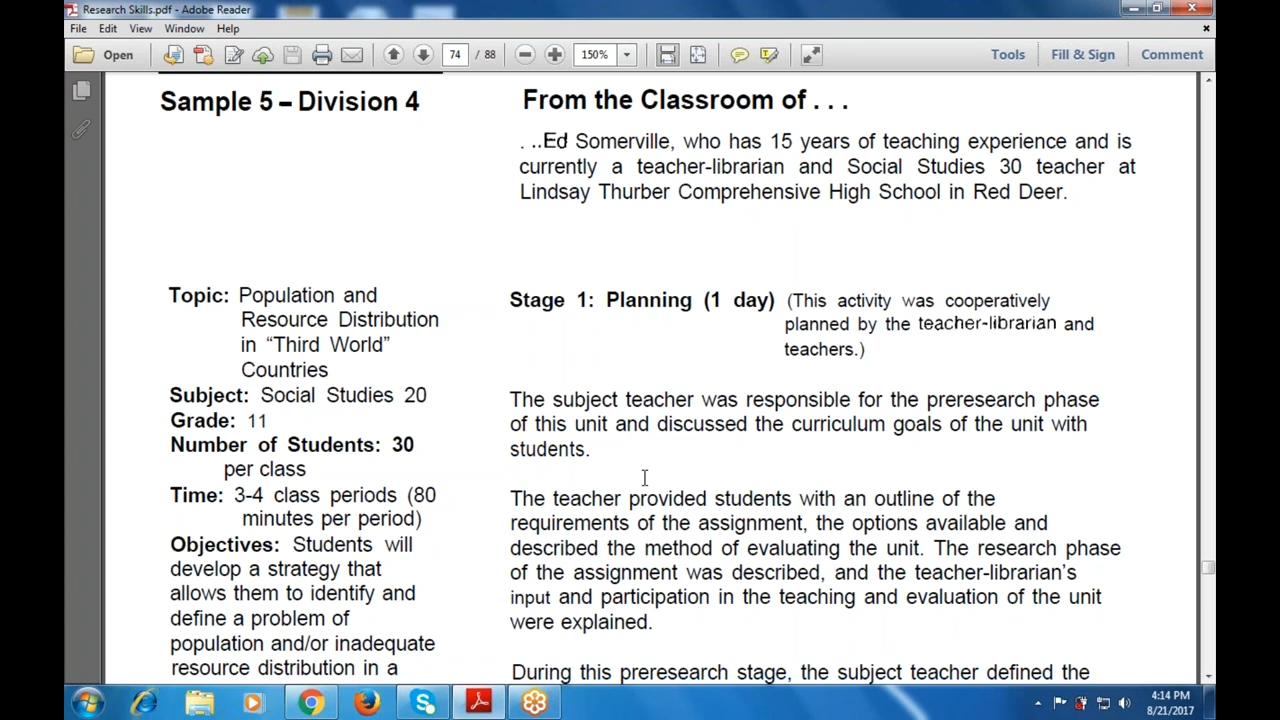 Research Skills.pdf - Adobe Reader
File Edit View Window Help
Open 74 / 88 150% Tools Fill & Sign Comment
Sample 5 – Division 4
From the Classroom of . . .
. ..Ed Somerville, who has 15 years of teaching experience and is
currently a teacher-librarian and Social Studies 30 teacher at
Lindsay Thurber Comprehensive High School in Red Deer.
Topic: Population and
Resource Distribution
in “Third World”
Countries
Subject: Social Studies 20
Grade: 11
Number of Students: 30
per class
Time: 3-4 class periods (80
minutes per period)
Objectives: Students will
develop a strategy that
allows them to identify and
define a problem of
population and/or inadequate
resource distribution in a
Stage 1: Planning (1 day) (This activity was cooperatively
planned by the teacher-librarian and
teachers.)
The subject teacher was responsible for the preresearch phase
of this unit and discussed the curriculum goals of the unit with
students.
The teacher provided students with an outline of the
requirements of the assignment, the options available and
described the method of evaluating the unit. The research phase
of the assignment was described, and the teacher-librarian’s
input and participation in the teaching and evaluation of the unit
were explained.
During this preresearch stage, the subject teacher defined the
4:14 PM
8/21/2017